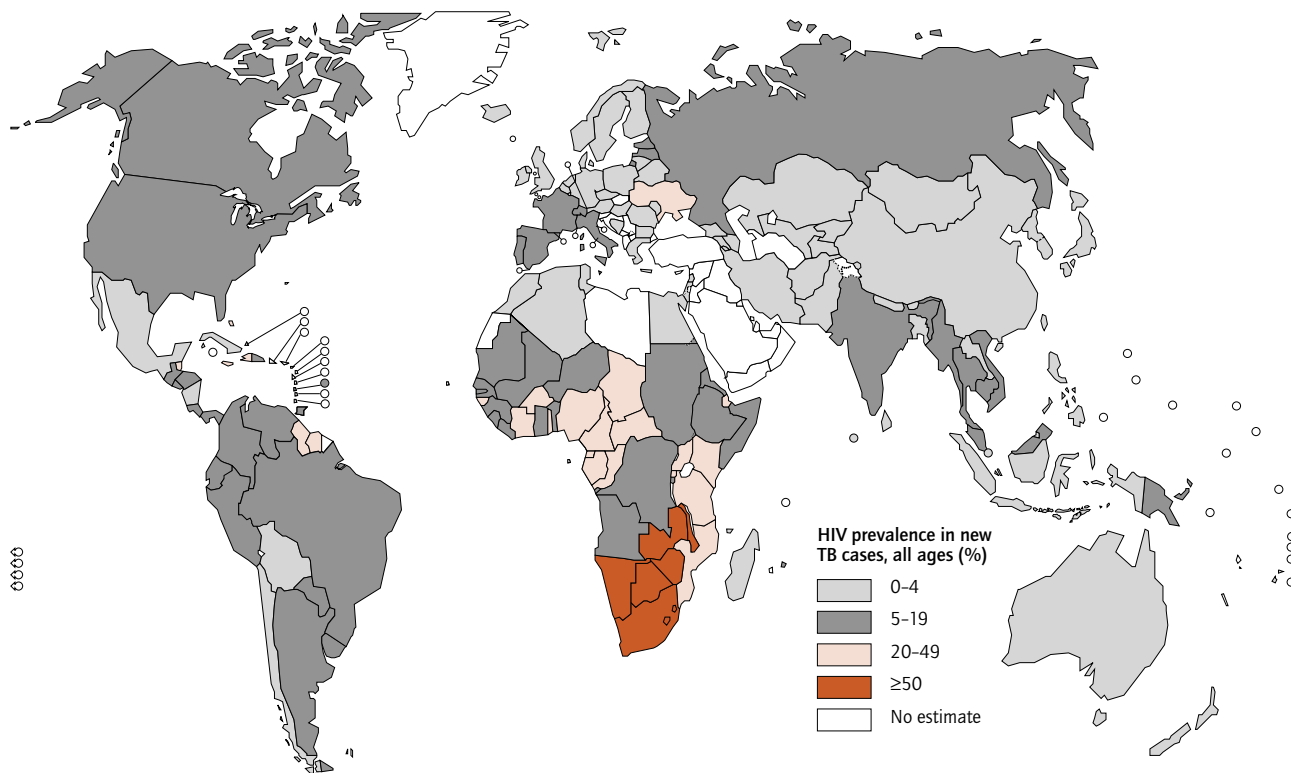 HIV prevalence in new
TB cases, all ages (%)
0–4
5–19
20–49
≥50
No estimate